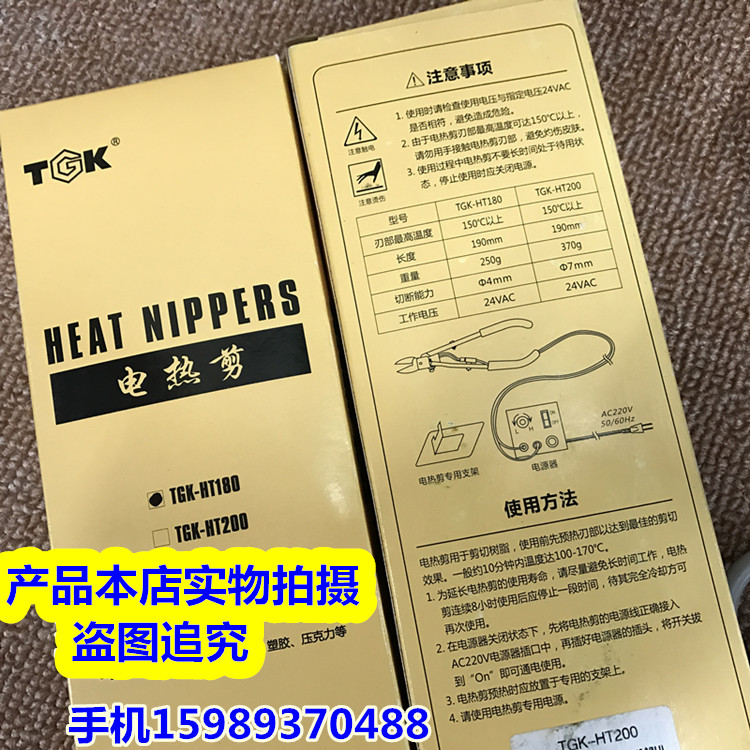 TGK®
HEAT NIPPERS
电热剪
TGK-HT180
TGK-HT200
塑胶、压克力等
注意事项
注意触电
注意烫伤
1. 使用时请检查使用电压与指定电压24VAC
是否相符，避免造成危险。
2. 由于电热剪刃部最高温度可达150℃以上，
请勿用手接触电热剪刃部，避免灼伤皮肤。
3. 使用过程中电热剪不要长时间处于待用状
态，停止使用时应关闭电源。
型号 TGK-HT180 TGK-HT200
刃部最高温度 150℃以上 150℃以上
长度 190mm 190mm
重量 250g 370g
切断能力 Φ4mm Φ7mm
工作电压 24VAC 24VAC
L H
ON
OFF
AC220V
50/60Hz
电热剪专用支架
电源器
使用方法
电热剪用于剪切树脂，使用前先预热刃部以达到最佳的剪切
效果。一般约10分钟内温度达100-170℃。
1. 为延长电热剪的使用寿命，请尽量避免长时间工作，电热
剪连续8小时使用后应停止一段时间，待其完全冷却方可
再次使用。
2. 在电源器关闭状态下，先将电热剪的电源线正确接入
AC220V电源器插口中，再插好电源器的插头，将开关拔
到“On”即可通电使用。
3. 电热剪预热时应放置于专用的支架上。
4. 请使用电热剪专用电源。
TGK-HT200
产品本店实物拍摄
盗图追究
手机15989370488